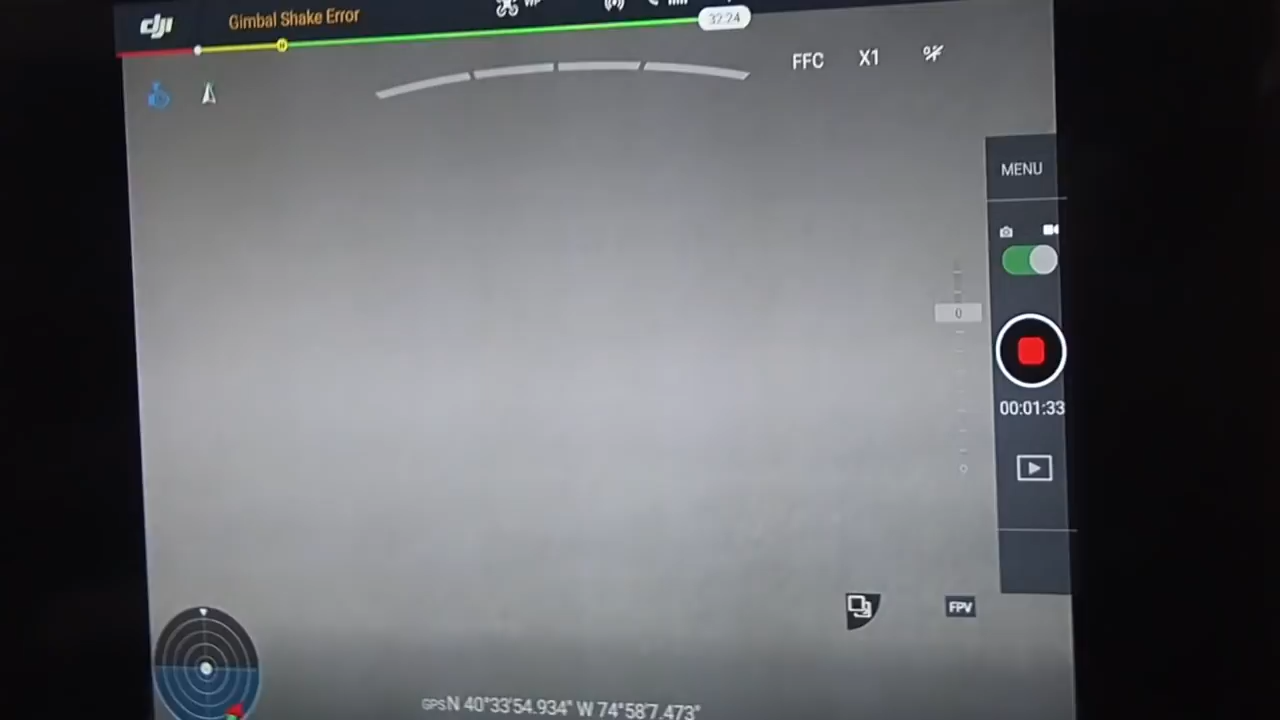 dji
Gimbal Shake Error
32:24
H
FFC X1
MENU
0
00:01:33
FPV
GPS N 40°33'54.934" W 74°58'7.473"